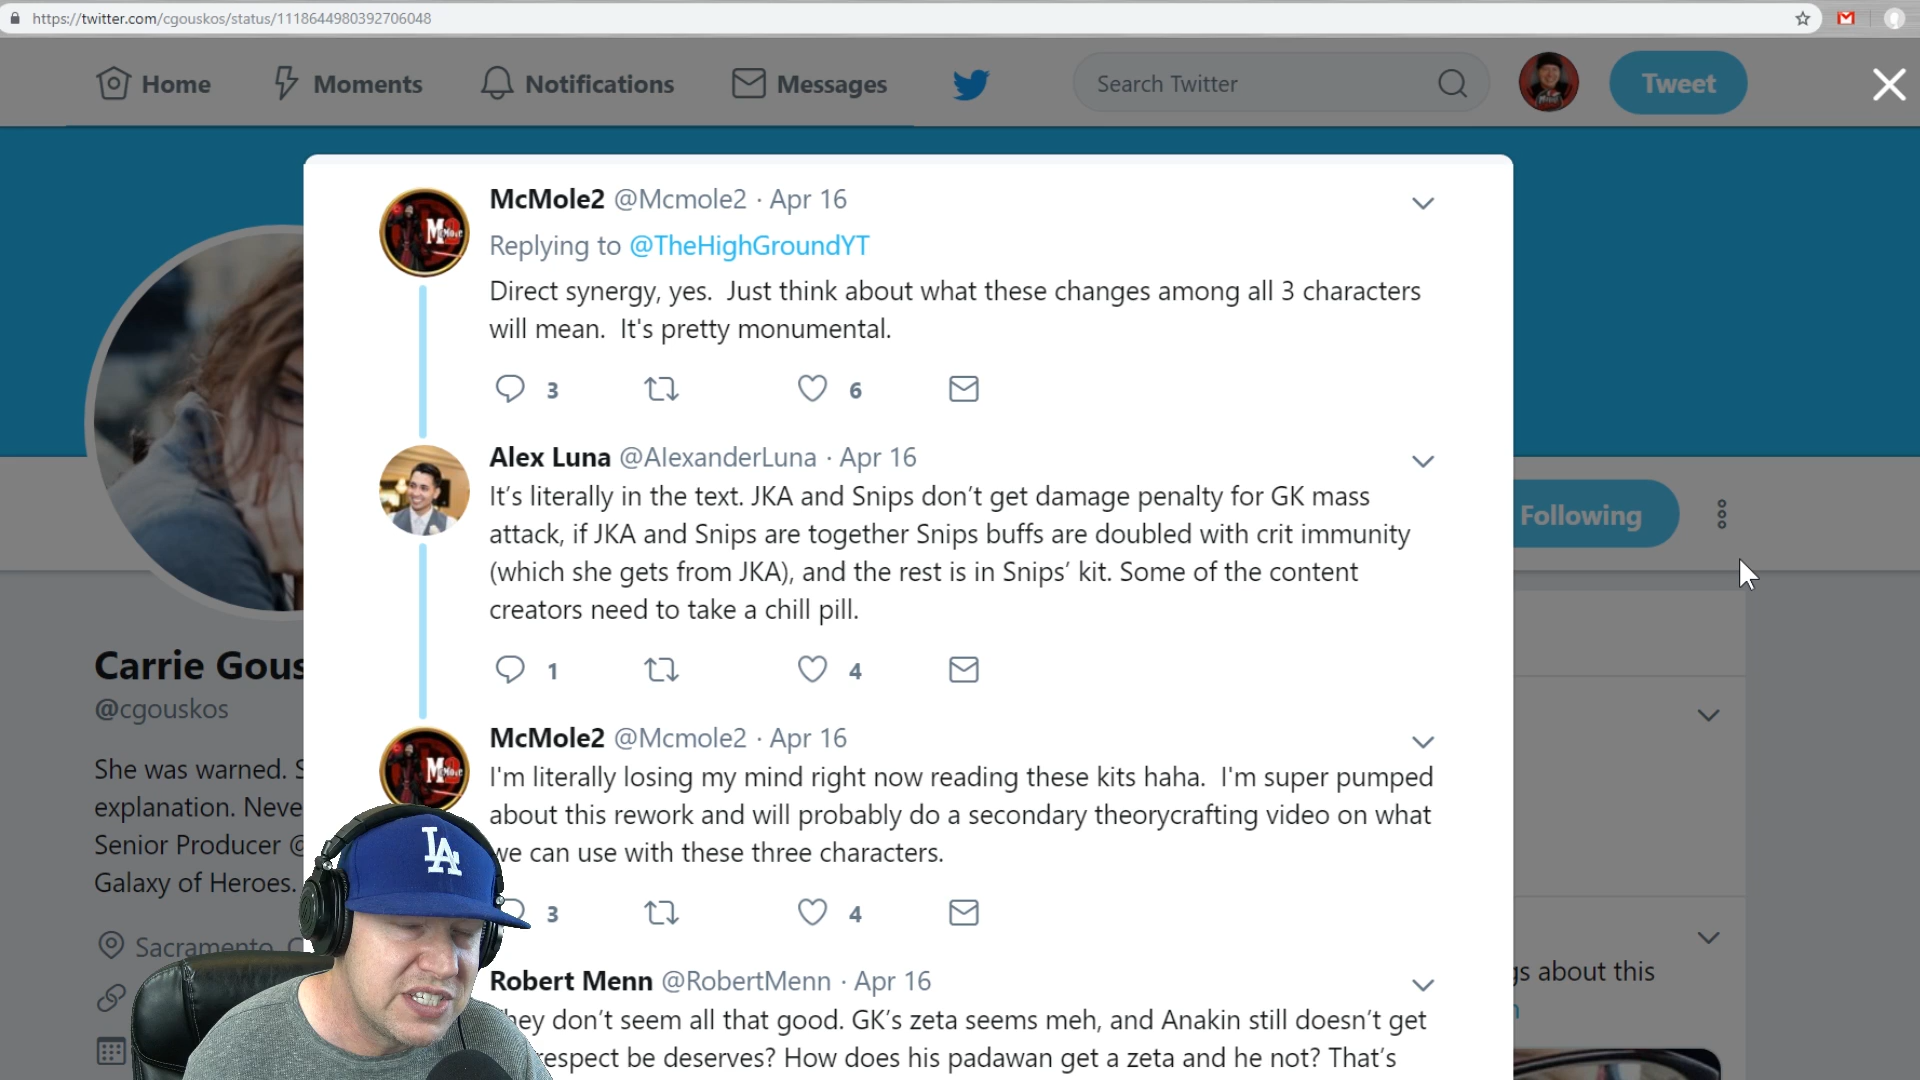 https://twitter.com/cgouskos/status/1118644980392706048
Home
Moments
Notifications
Messages
Search Twitter
Tweet
McMole2 @Mcmole2 · Apr 16
Replying to @TheHighGroundYT
Direct synergy, yes. Just think about what these changes among all 3 characters
will mean. It's pretty monumental.
3
6
Alex Luna @AlexanderLuna · Apr 16
It’s literally in the text. JKA and Snips don’t get damage penalty for GK mass
attack, if JKA and Snips are together Snips buffs are doubled with crit immunity
(which she gets from JKA), and the rest is in Snips’ kit. Some of the content
creators need to take a chill pill.
1
4
McMole2 @Mcmole2 · Apr 16
I'm literally losing my mind right now reading these kits haha. I'm super pumped
about this rework and will probably do a secondary theorycrafting video on what
we can use with these three characters.
3
4
Robert Menn @RobertMenn · Apr 16
hey don’t seem all that good. GK’s zeta seems meh, and Anakin still doesn’t get
respect be deserves? How does his padawan get a zeta and he not? That’s
Following
Carrie Gous
@cgouskos
She was warned. S
explanation. Neve
Senior Producer @
Galaxy of Heroes.
Sacramento, C
gs about this
LA